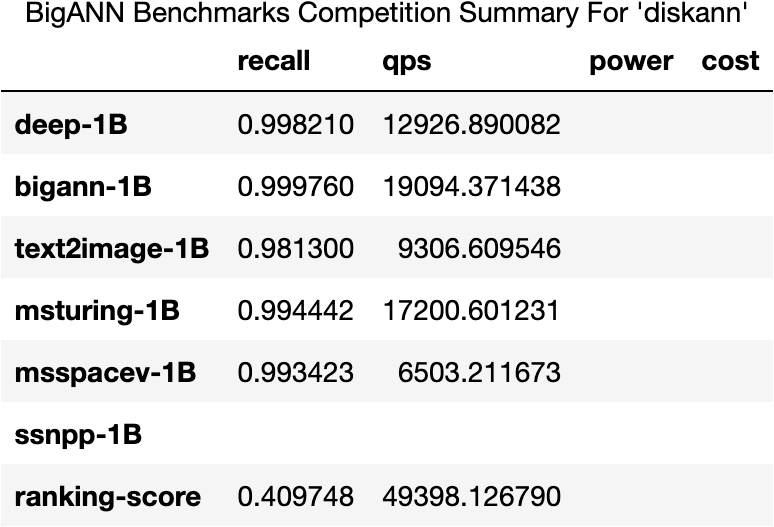 BigANN Benchmarks Competition Summary For 'diskann'
recall qps power cost
deep-1B 0.998210 12926.890082
bigann-1B 0.999760 19094.371438
text2image-1B 0.981300 9306.609546
msturing-1B 0.994442 17200.601231
msspacev-1B 0.993423 6503.211673
ssnpp-1B
ranking-score 0.409748 49398.126790